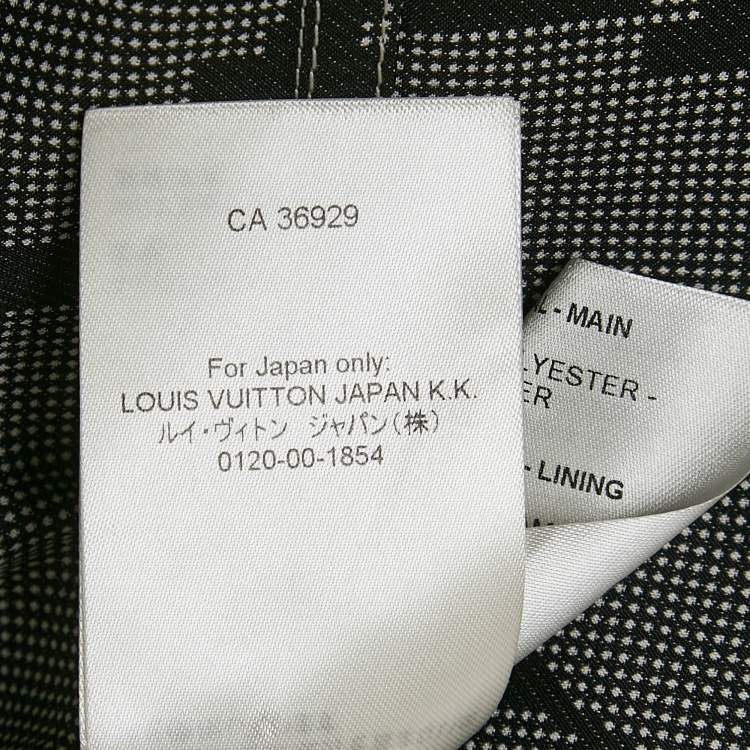 CA 36929
For Japan only:
LOUIS VUITTON JAPAN K.K.
ルイ・ヴィトン ジャパン(株)
0120-00-1854
- MAIN
YESTER -
ER
- LINING